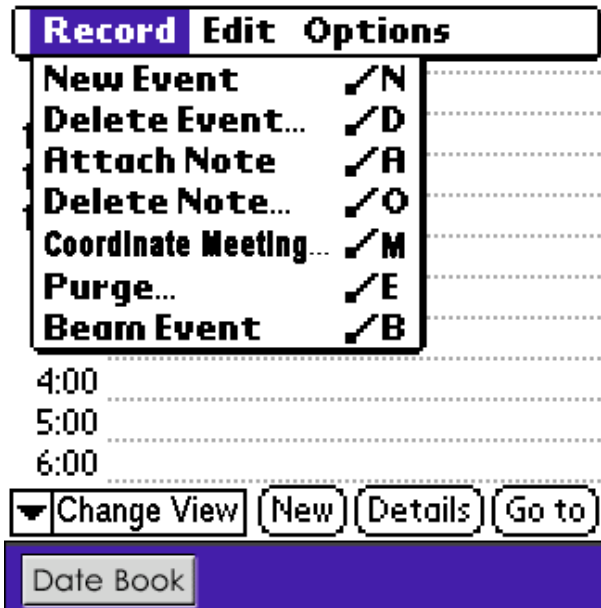 Record Edit Options
New Event N
Delete Event... D
Attach Note A
Delete Note... O
Coordinate Meeting... M
Purge... E
Beam Event B
4:00
5:00
6:00
Change View New Details Go to
Date Book